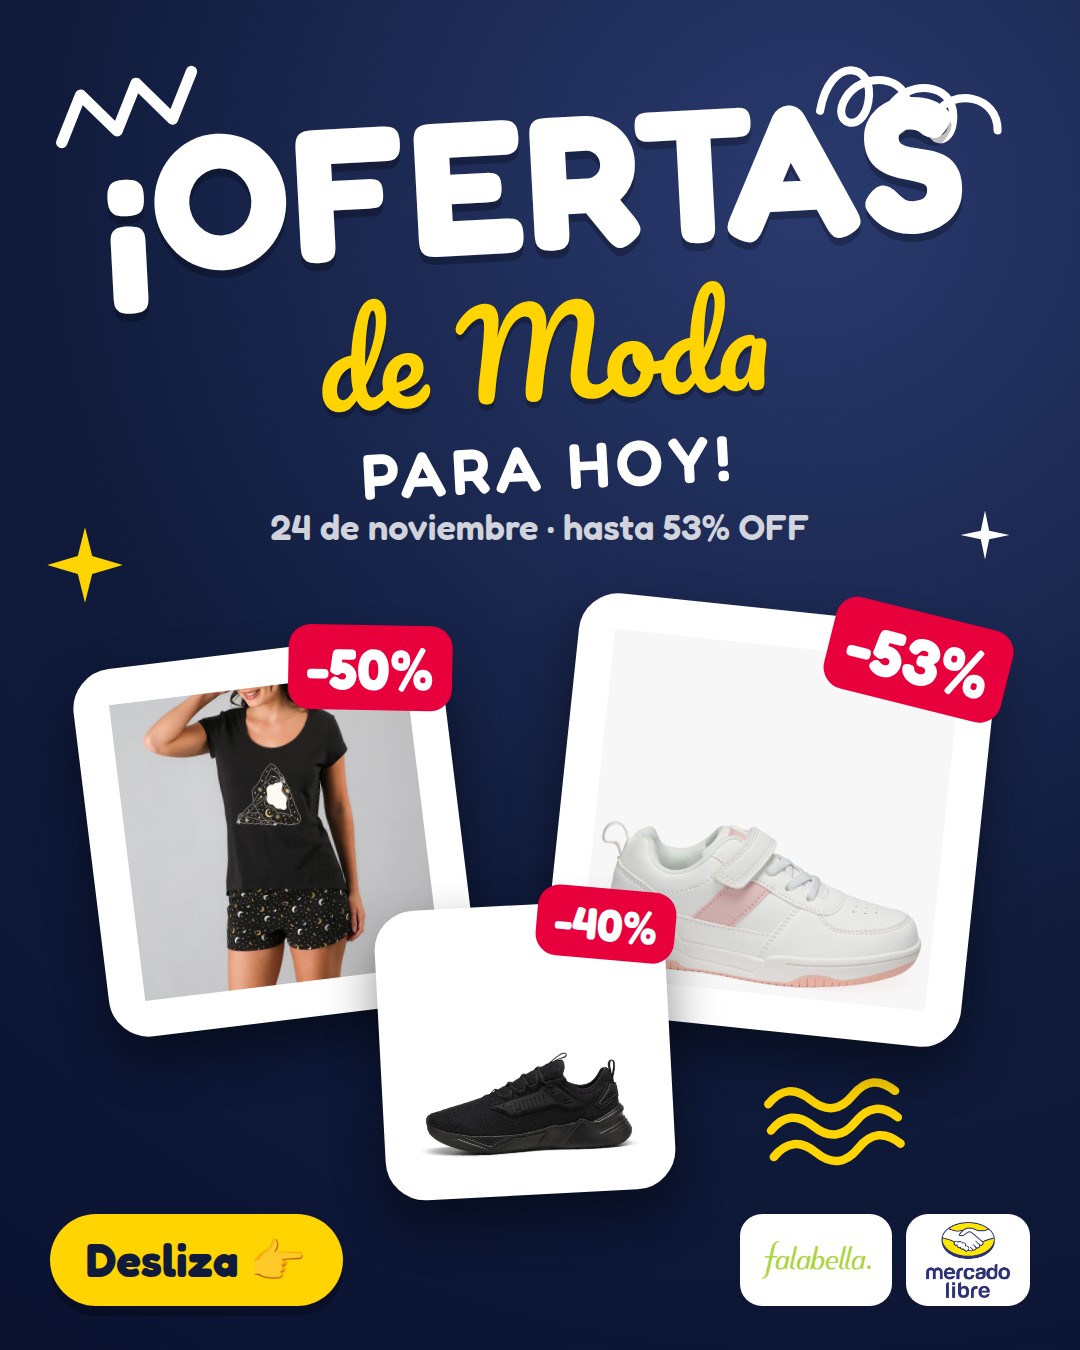 ¡OFERTAS
de Moda
PARA HOY!
24 de noviembre · hasta 53% OFF
-50%
-53%
-40%
Desliza 👉
falabella.
mercado
libre